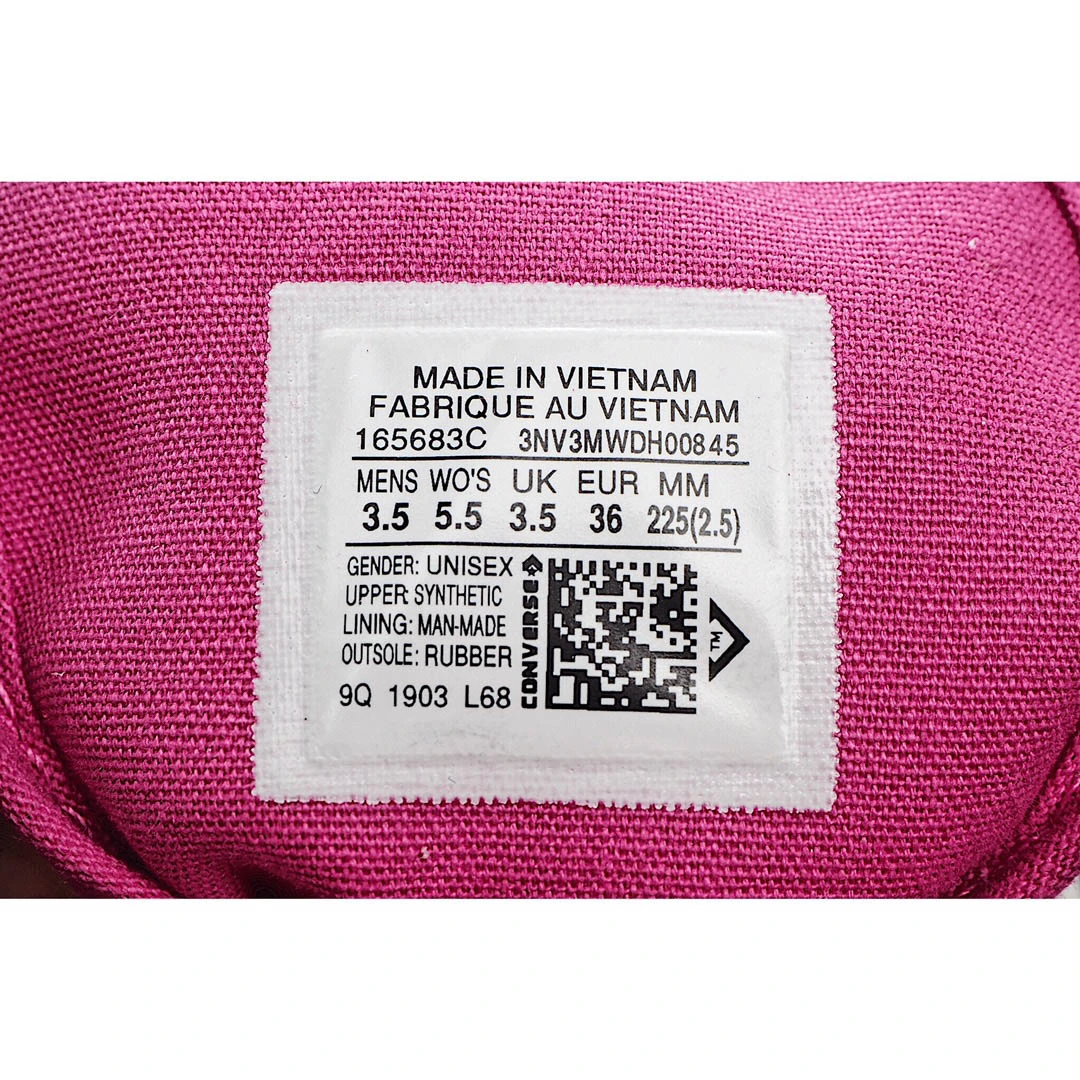 MADE IN VIETNAM
FABRIQUE AU VIETNAM
165683C 3NV3MWDH00845
MENS WO'S UK EUR MM
3.5 5.5 3.5 36 225(2.5)
GENDER: UNISEX
UPPER: SYNTHETIC
LINING: MAN-MADE
OUTSOLE: RUBBER
9Q 1903 L68
CONVERSE
TM